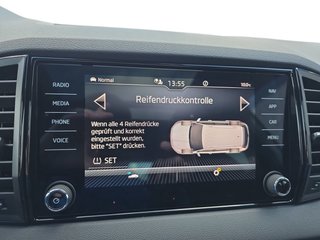 RADIO
MEDIA
PHONE
VOICE
Normal
13:55
Reifendruckkontrolle
Wenn alle 4 Reifendrücke
geprüft und korrekt
eingestellt wurden,
bitte "SET" drücken.
SET
NAV
APP
CAR
MENU